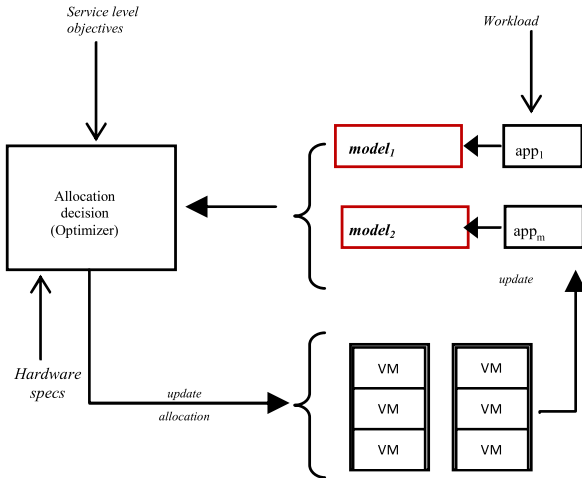 Service level
objectives
Workload
model1
app1
Allocation
decision
(Optimizer)
model2
appm
update
Hardware
specs
update
allocation
VM
VM
VM
VM
VM
VM